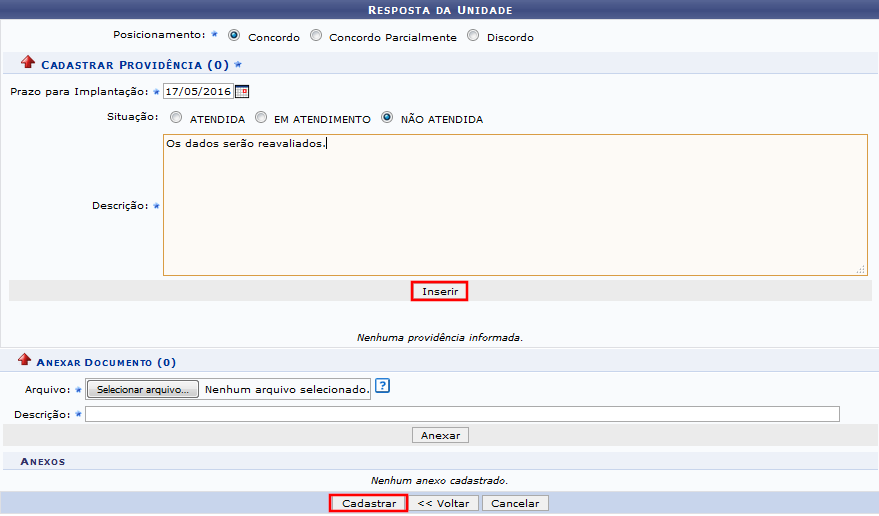 RESPOSTA DA UNIDADE
Posicionamento: * Concordo Concordo Parcialmente Discordo
CADASTRAR PROVIDÊNCIA (0) *
Prazo para Implantação: * 17/05/2016
Situação: ATENDIDA EM ATENDIMENTO NÃO ATENDIDA
Os dados serão reavaliados.
Descrição: *
Inserir
Nenhuma providência informada.
ANEXAR DOCUMENTO (0)
Arquivo: * Selecionar arquivo... Nenhum arquivo selecionado. ?
Descrição: *
Anexar
ANEXOS
Nenhum anexo cadastrado.
Cadastrar << Voltar Cancelar